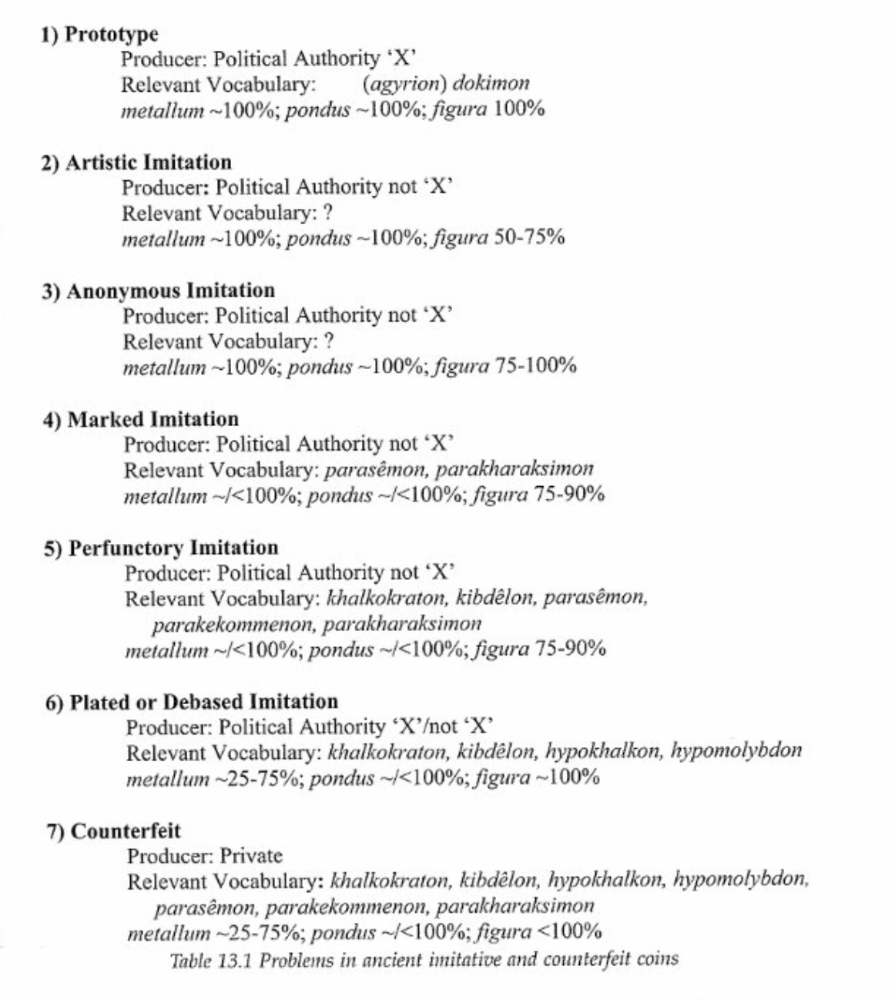 1) Prototype
Producer: Political Authority ‘X’
Relevant Vocabulary: (agyrion) dokimon
metallum ~100%; pondus ~100%; figura 100%
2) Artistic Imitation
Producer: Political Authority not ‘X’
Relevant Vocabulary: ?
metallum ~100%; pondus ~100%; figura 50-75%
3) Anonymous Imitation
Producer: Political Authority not ‘X’
Relevant Vocabulary: ?
metallum ~100%; pondus ~100%; figura 75-100%
4) Marked Imitation
Producer: Political Authority not ‘X’
Relevant Vocabulary: parasêmon, parakharaksimon
metallum ~/<100%; pondus ~/<100%; figura 75-90%
5) Perfunctory Imitation
Producer: Political Authority not ‘X’
Relevant Vocabulary: khalkokraton, kibdêlon, parasêmon,
parakekommenon, parakharaksimon
metallum ~/<100%; pondus ~/<100%; figura 75-90%
6) Plated or Debased Imitation
Producer: Political Authority ‘X’/not ‘X’
Relevant Vocabulary: khalkokraton, kibdêlon, hypokhalkon, hypomolybdon
metallum ~25-75%; pondus ~/<100%; figura ~100%
7) Counterfeit
Producer: Private
Relevant Vocabulary: khalkokraton, kibdêlon, hypokhalkon, hypomolybdon,
parasêmon, parakekommenon, parakharaksimon
metallum ~25-75%; pondus ~/<100%; figura <100%
Table 13.1 Problems in ancient imitative and counterfeit coins